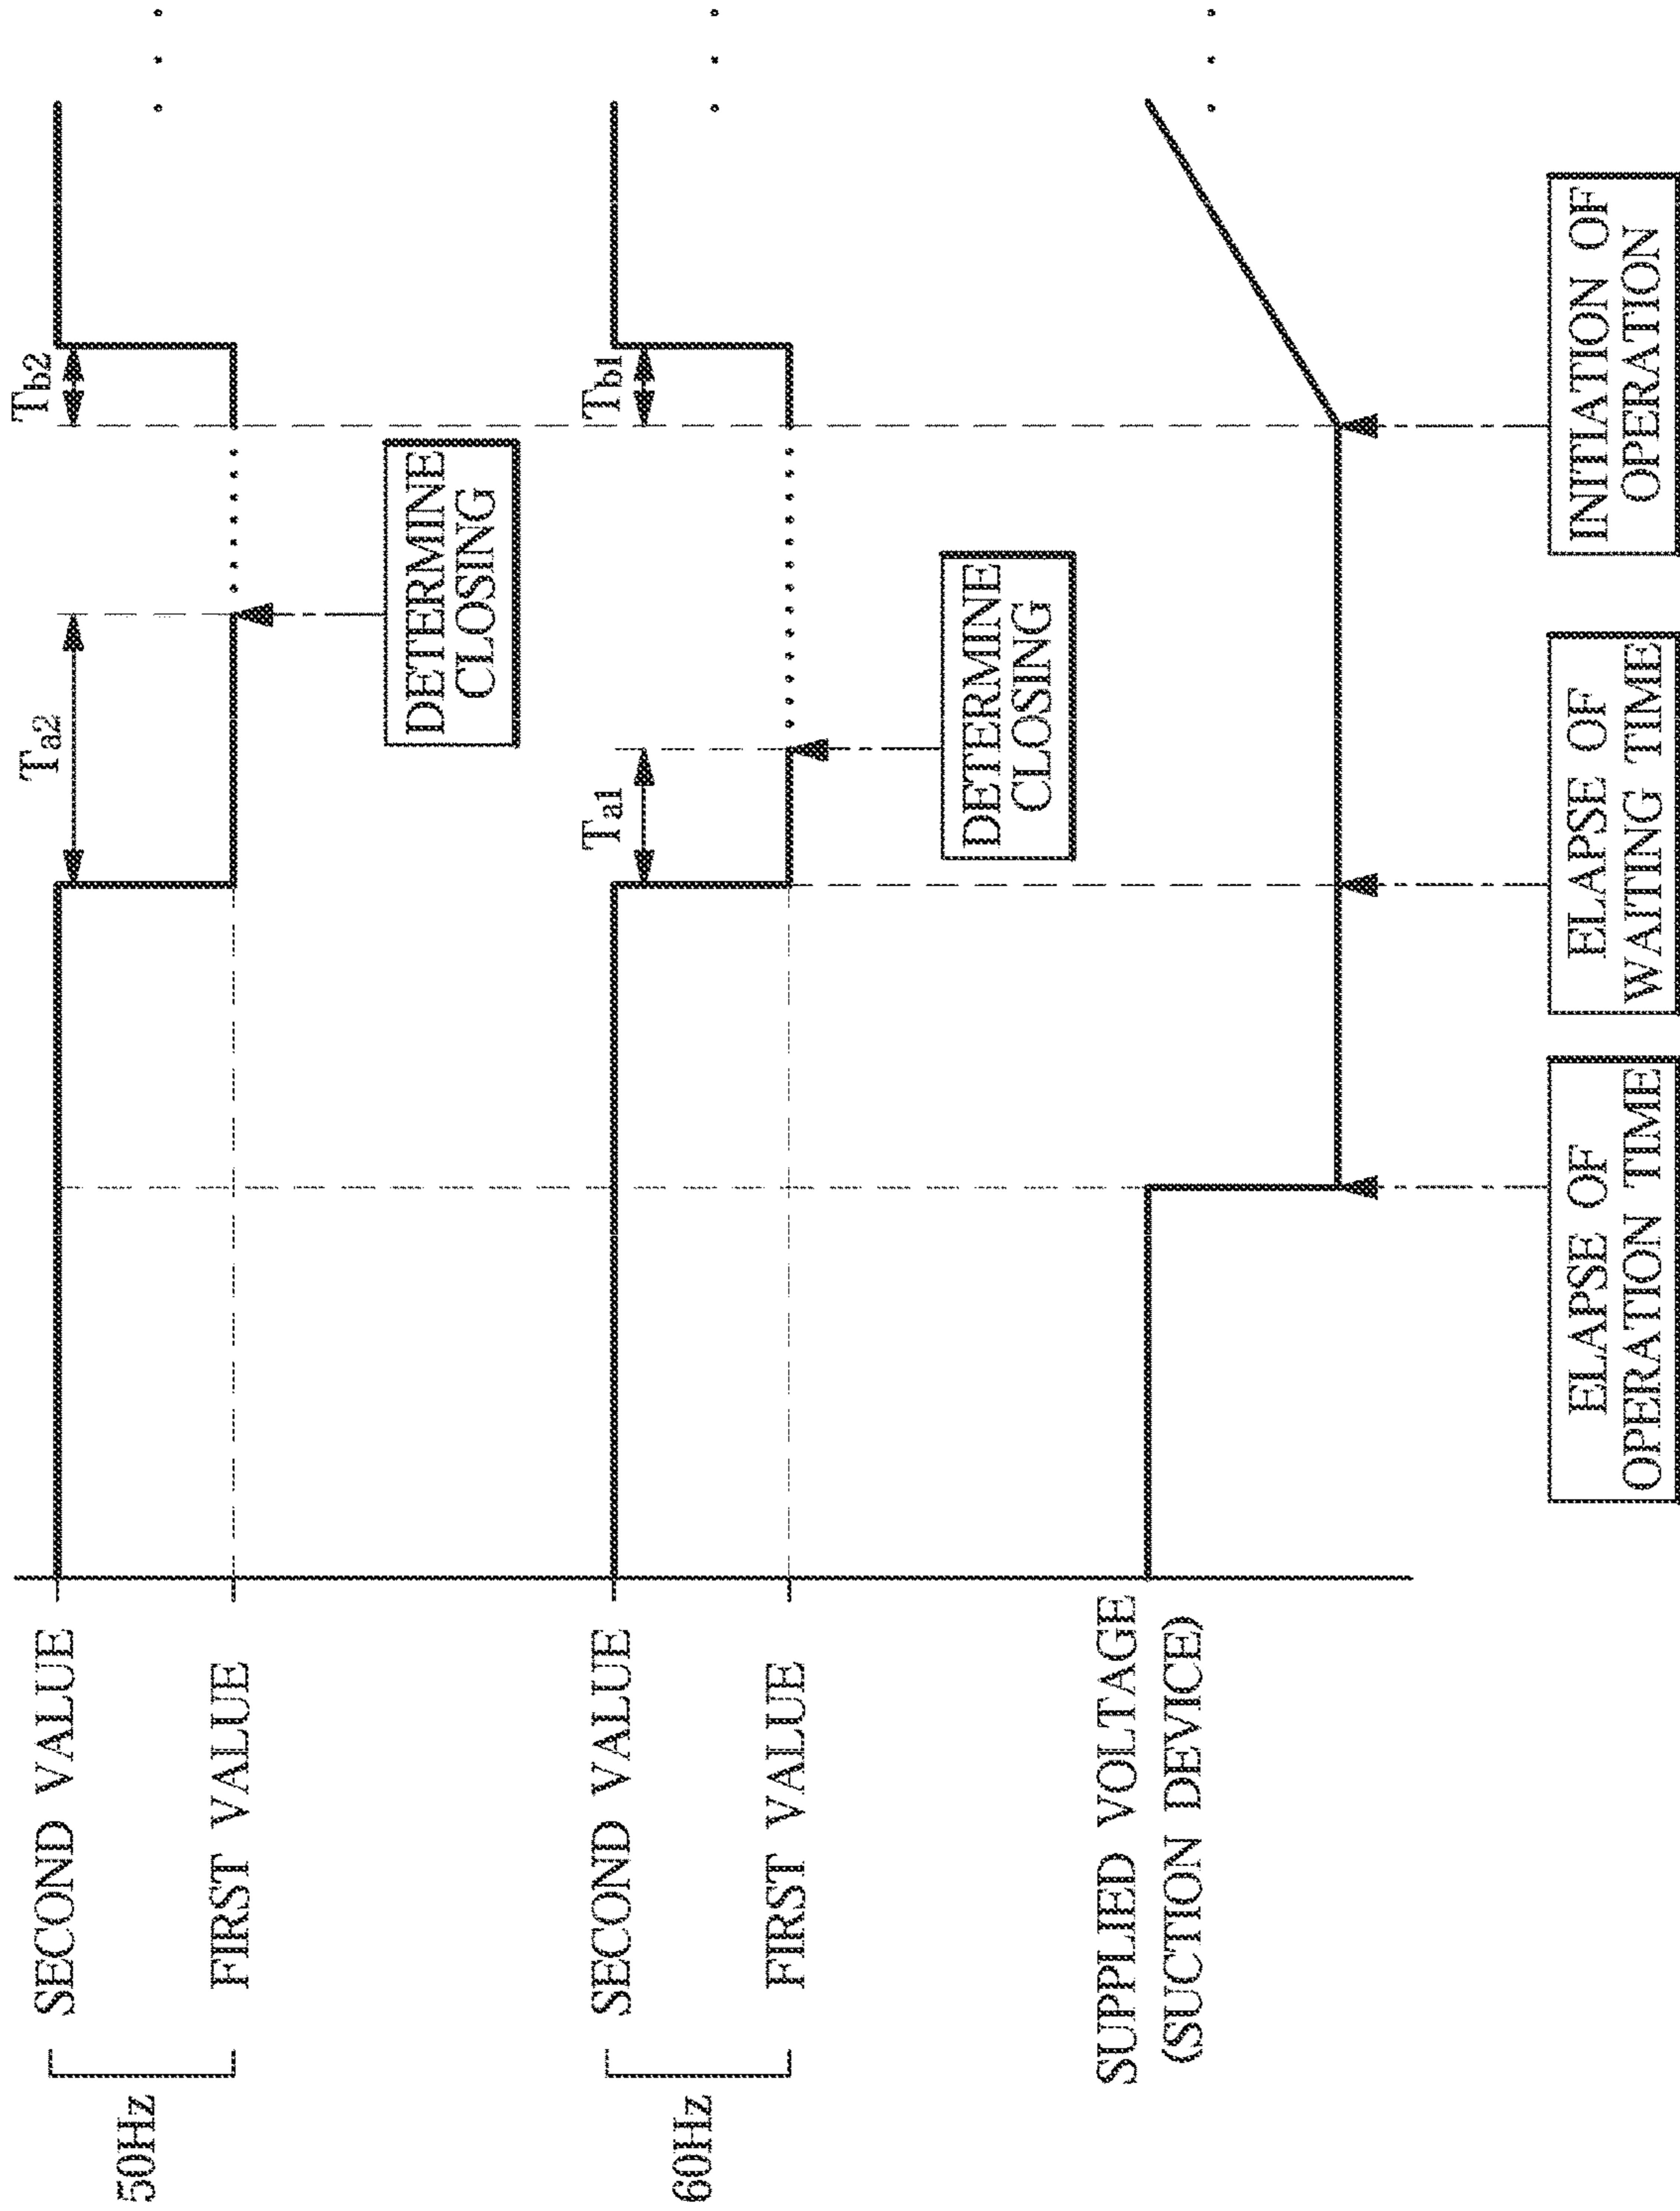 50Hz
SECOND VALUE
FIRST VALUE
Ta2
Tb2
DETERMINE
CLOSING
60Hz
SECOND VALUE
FIRST VALUE
Ta1
Tb1
DETERMINE
CLOSING
SUPPLIED VOLTAGE
(SUCTION DEVICE)
ELAPSE OF
OPERATION TIME
ELAPSE OF
WAITING TIME
INITIATION OF
OPERATION